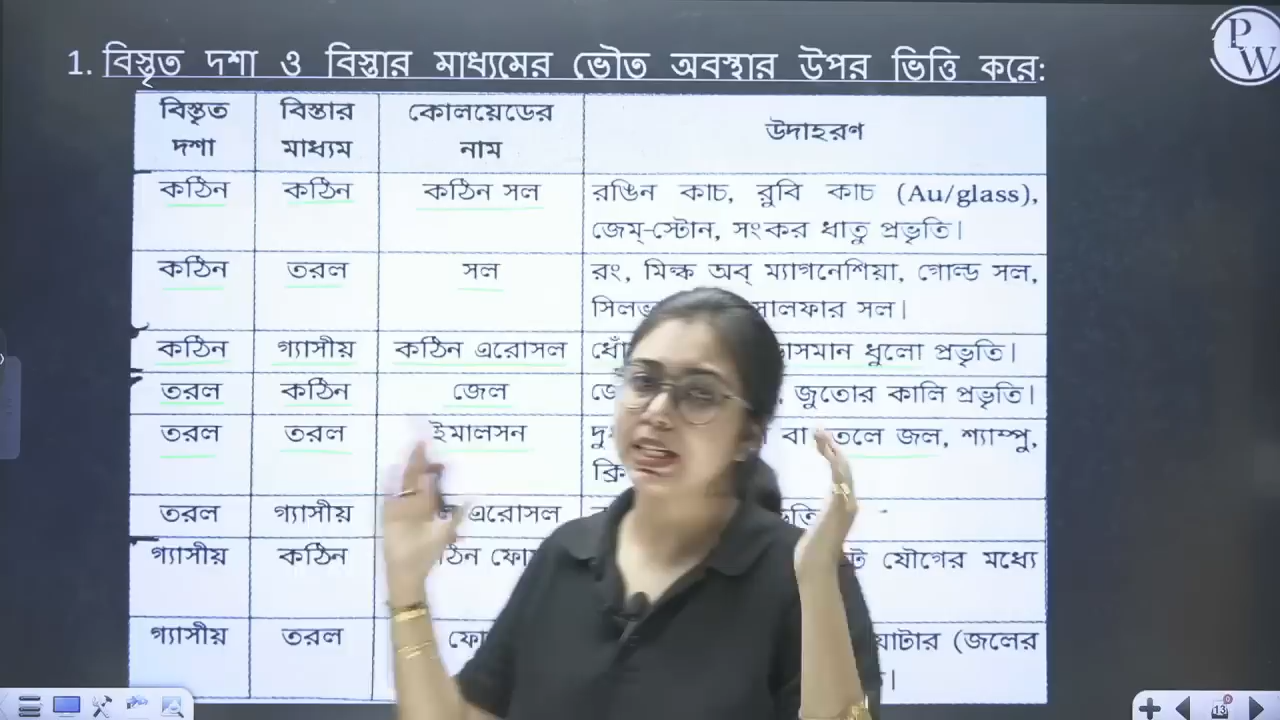 PW
1. বিস্তৃত দশা ও বিস্তার মাধ্যমের ভৌত অবস্থার উপর ভিত্তি করে:
বিস্তৃত দশা
বিস্তার মাধ্যম
কোলয়েডের নাম
উদাহরণ
কঠিন
কঠিন
কঠিন সল
রঙিন কাচ, রুবি কাচ (Au/glass),
জেম্-স্টোন, সংকর ধাতু প্রভৃতি।
কঠিন
তরল
সল
রং, মিল্ক অব্ ম্যাগনেশিয়া, গোল্ড সল,
সালফার সল।
কঠিন
গ্যাসীয়
কঠিন এরোসল
ভাসমান ধুলো প্রভৃতি।
তরল
কঠিন
জেল
জুতোর কালি প্রভৃতি।
তরল
তরল
ইমালসন
বা তেলে জল, শ্যাম্পু,
তরল
গ্যাসীয়
এরোসল
গ্যাসীয়
কঠিন
যৌগের মধ্যে
গ্যাসীয়
তরল
(জলের
13